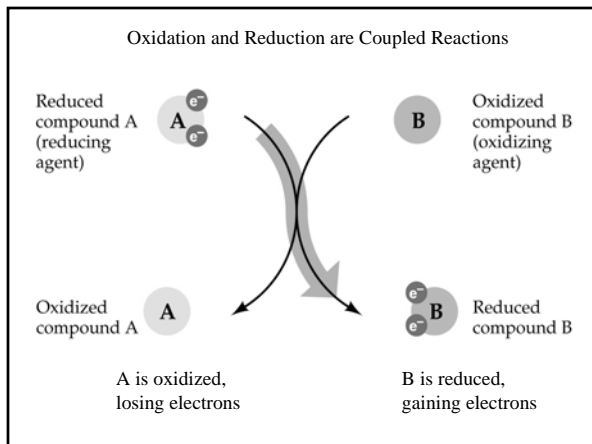 Oxidation and Reduction are Coupled Reactions
Reduced
compound A
(reducing
agent)
e⁻
A
e⁻
B
Oxidized
compound B
(oxidizing
agent)
Oxidized
compound A
A
e⁻
B
e⁻
Reduced
compound B
A is oxidized,
losing electrons
B is reduced,
gaining electrons